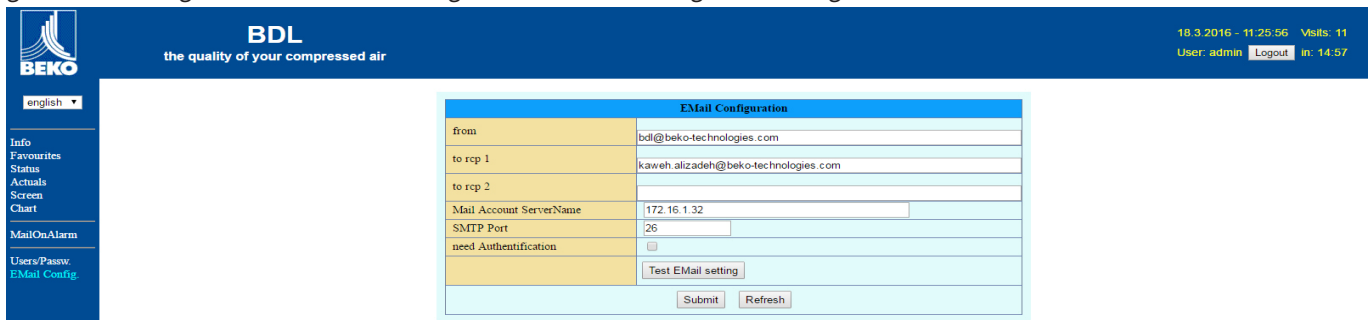 BEKO
BDL
the quality of your compressed air
18.3.2016 - 11:25:56 Visits: 11
User: admin Logout in: 14:57
english
Info
Favourites
Status
Actuals
Screen
Chart
MailOnAlarm
Users/Passw.
EMail Config.
EMail Configuration
from bdl@beko-technologies.com
to rcp 1 kaweh.alizadeh@beko-technologies.com
to rcp 2
Mail Account ServerName 172.16.1.32
SMTP Port 26
need Authentification
Test EMail setting
Submit Refresh